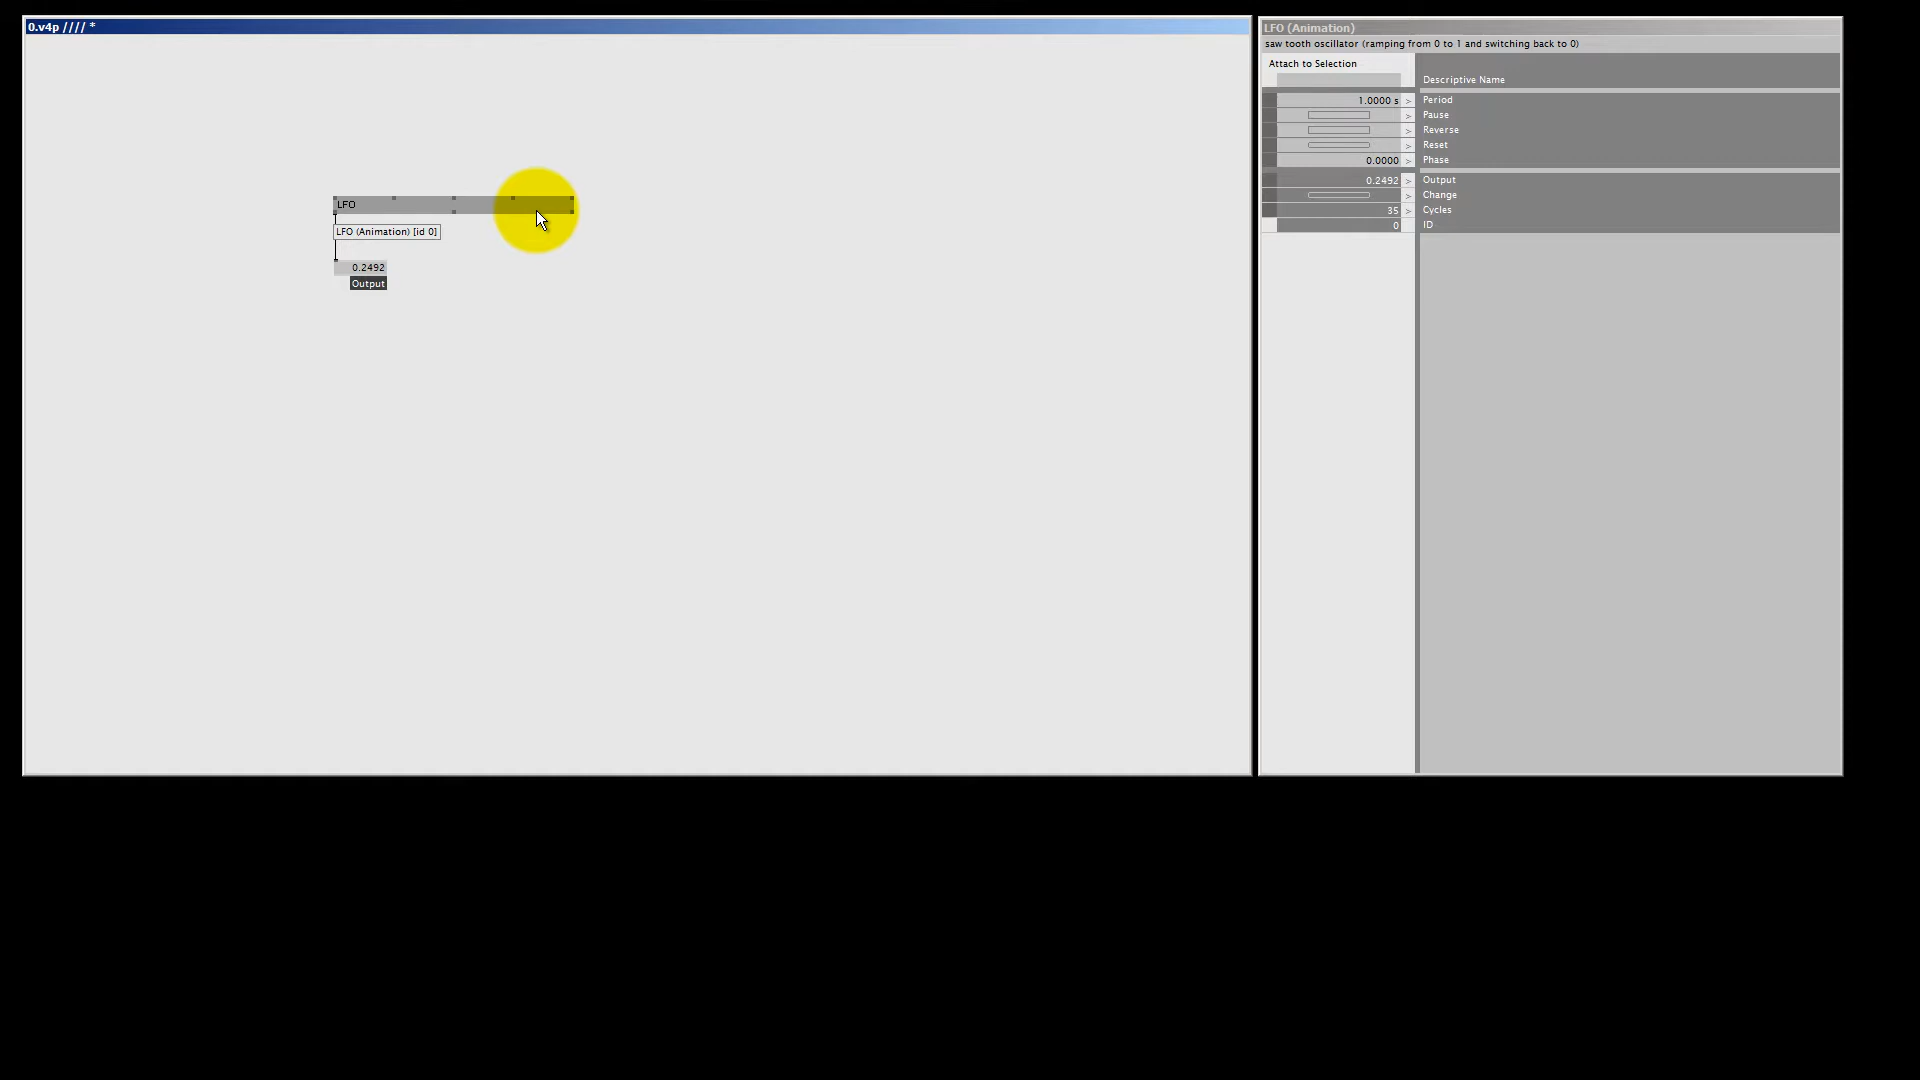 0.v4p //// *
LFO
LFO (Animation) [id 0]
0.2492
Output
LFO (Animation)
saw tooth oscillator (ramping from 0 to 1 and switching back to 0)
Attach to Selection
Descriptive Name
1.0000 s > Period
> Pause
> Reverse
> Reset
0.0000 > Phase
0.2492 > Output
> Change
35 > Cycles
0 ID